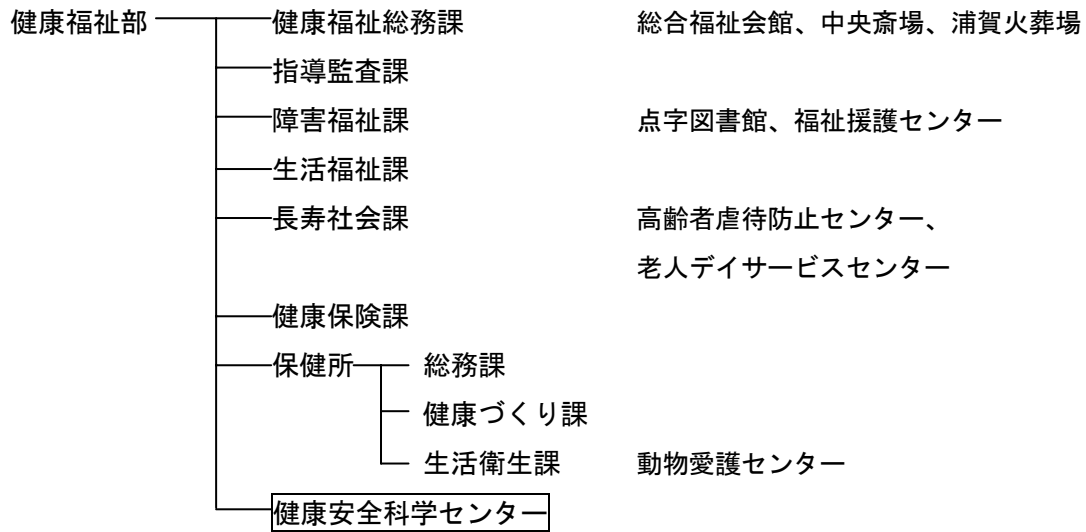 健康福祉部 健康福祉総務課 総合福祉会館、中央斎場、浦賀火葬場
指導監査課
障害福祉課 点字図書館、福祉援護センター
生活福祉課
長寿社会課 高齢者虐待防止センター、
老人デイサービスセンター
健康保険課
保健所 総務課
健康づくり課
生活衛生課 動物愛護センター
健康安全科学センター